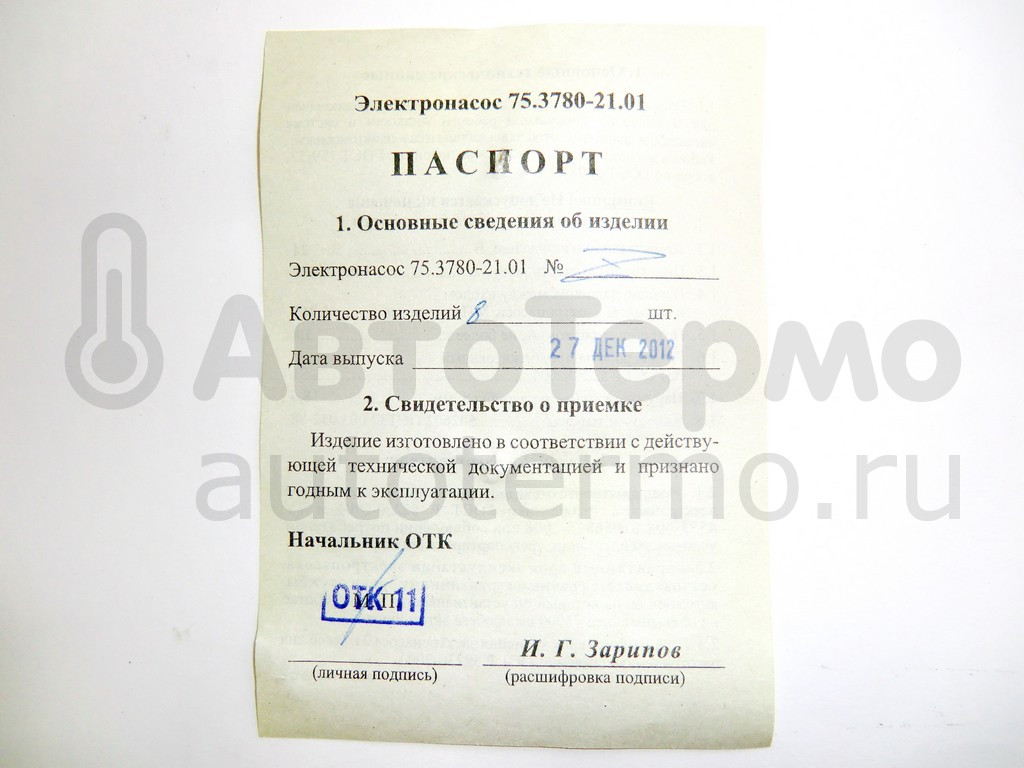 Электронасос 75.3780-21.01
ПАСПОРТ
1. Основные сведения об изделии
Электронасос 75.3780-21.01 №
Количество изделий 8 шт.
Дата выпуска 27 ДЕК 2012
АвтоТермо
2. Свидетельство о приемке
Изделие изготовлено в соответствии с действу-
ющей технической документацией и признано
autotermo.ru
годным к эксплуатации.
Начальник ОТК
М.П.
ОТК 11
И. Г. Зарипов
(личная подпись) (расшифровка подписи)